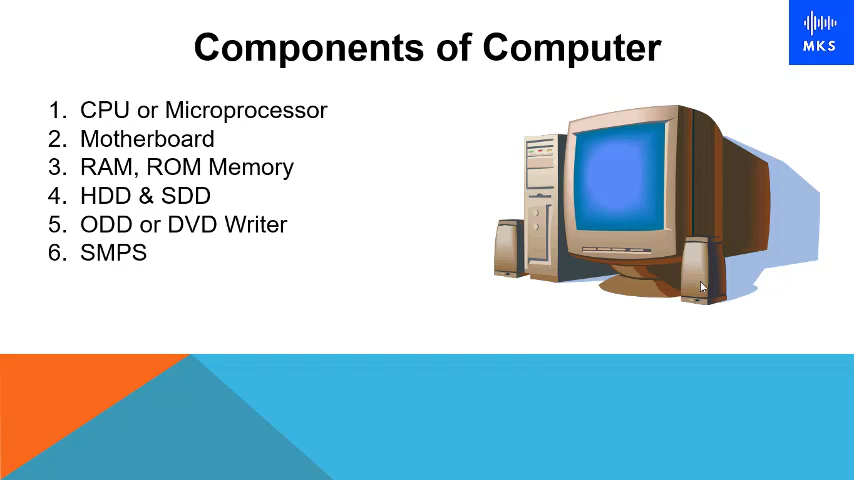 Components of Computer
MKS
1. CPU or Microprocessor
2. Motherboard
3. RAM, ROM Memory
4. HDD & SDD
5. ODD or DVD Writer
6. SMPS